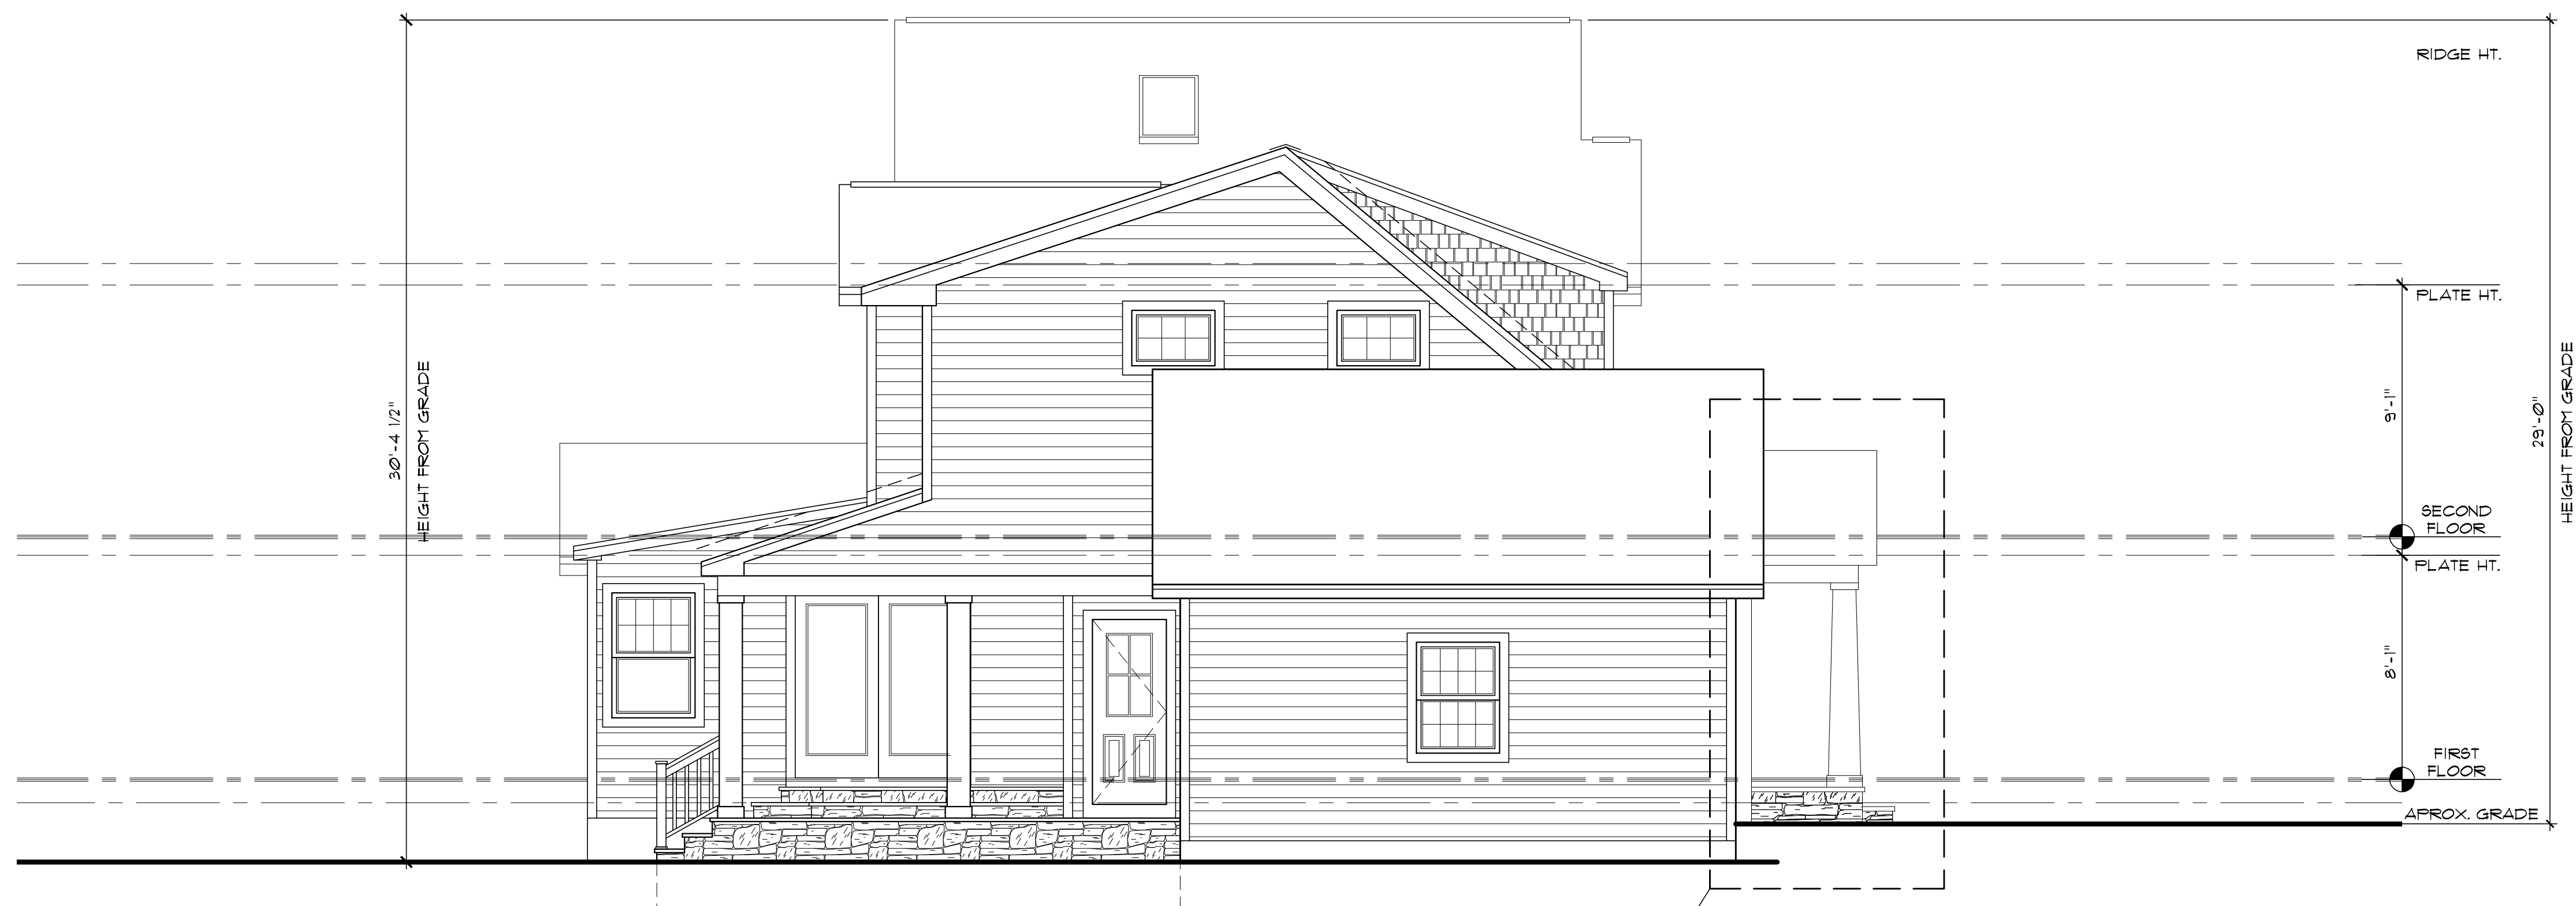 RIDGE HT.
PLATE HT.
30'-4 1/2"
HEIGHT FROM GRADE
9'-1"
29'-0"
HEIGHT FROM GRADE
SECOND
FLOOR
PLATE HT.
8'-1"
FIRST
FLOOR
APROX. GRADE